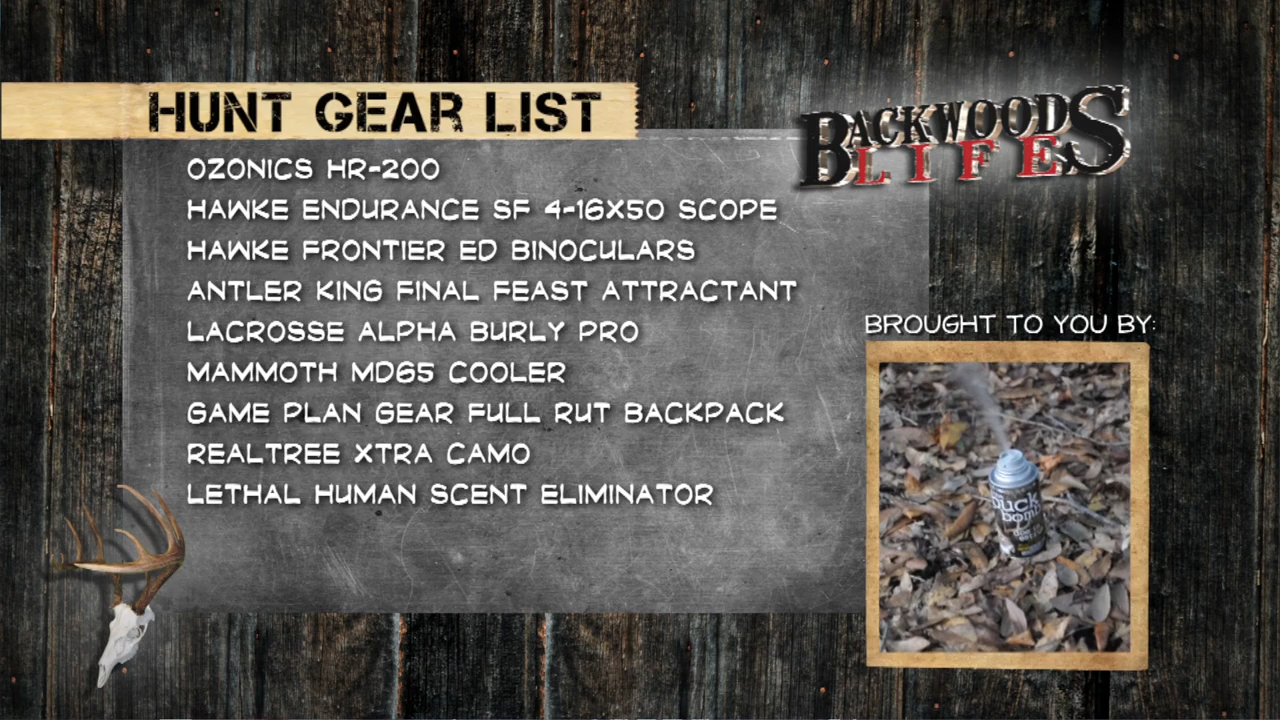 HUNT GEAR LIST
BACKWOODS
LIFE
OZONICS HR-200
HAWKE ENDURANCE SF 4-16X50 SCOPE
HAWKE FRONTIER ED BINOCULARS
ANTLER KING FINAL FEAST ATTRACTANT
LACROSSE ALPHA BURLY PRO
MAMMOTH MD65 COOLER
GAME PLAN GEAR FULL RUT BACKPACK
REALTREE XTRA CAMO
LETHAL HUMAN SCENT ELIMINATOR
BROUGHT TO YOU BY:
Buck
Bomb